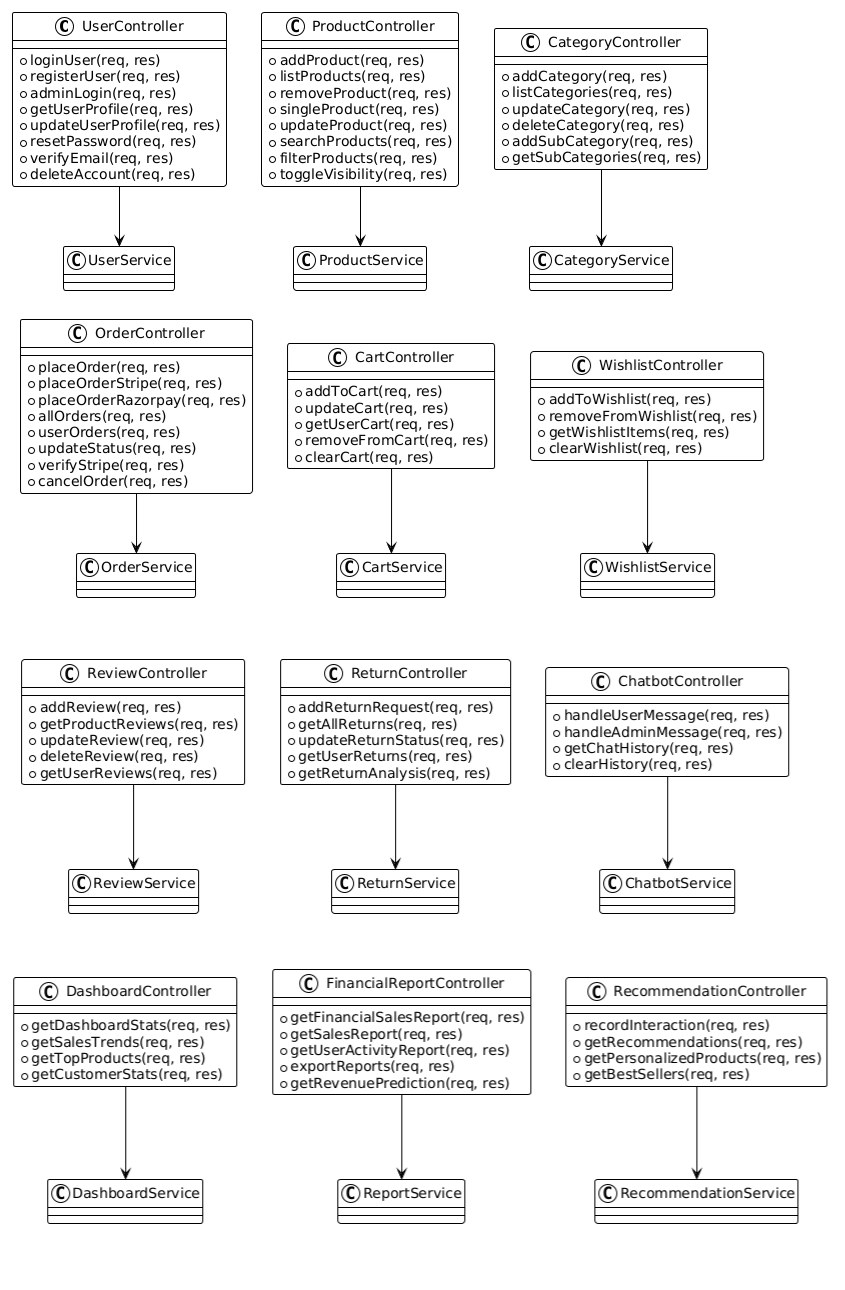 C UserController
loginUser(req, res)
registerUser(req, res)
adminLogin(req, res)
getUserProfile(req, res)
updateUserProfile(req, res)
resetPassword(req, res)
verifyEmail(req, res)
deleteAccount(req, res)
C UserService
C ProductController
addProduct(req, res)
listProducts(req, res)
removeProduct(req, res)
singleProduct(req, res)
updateProduct(req, res)
searchProducts(req, res)
filterProducts(req, res)
toggleVisibility(req, res)
C ProductService
C CategoryController
addCategory(req, res)
listCategories(req, res)
updateCategory(req, res)
deleteCategory(req, res)
addSubCategory(req, res)
getSubCategories(req, res)
C CategoryService
C OrderController
placeOrder(req, res)
placeOrderStripe(req, res)
placeOrderRazorpay(req, res)
allOrders(req, res)
userOrders(req, res)
updateStatus(req, res)
verifyStripe(req, res)
cancelOrder(req, res)
C OrderService
C CartController
addToCart(req, res)
updateCart(req, res)
getUserCart(req, res)
removeFromCart(req, res)
clearCart(req, res)
C CartService
C WishlistController
addToWishlist(req, res)
removeFromWishlist(req, res)
getWishlistItems(req, res)
clearWishlist(req, res)
C WishlistService
C ReviewController
addReview(req, res)
getProductReviews(req, res)
updateReview(req, res)
deleteReview(req, res)
getUserReviews(req, res)
C ReviewService
C ReturnController
addReturnRequest(req, res)
getAllReturns(req, res)
updateReturnStatus(req, res)
getUserReturns(req, res)
getReturnAnalysis(req, res)
C ReturnService
C ChatbotController
handleUserMessage(req, res)
handleAdminMessage(req, res)
getChatHistory(req, res)
clearHistory(req, res)
C ChatbotService
C DashboardController
getDashboardStats(req, res)
getSalesTrends(req, res)
getTopProducts(req, res)
getCustomerStats(req, res)
C DashboardService
C FinancialReportController
getFinancialSalesReport(req, res)
getSalesReport(req, res)
getUserActivityReport(req, res)
exportReports(req, res)
getRevenuePrediction(req, res)
C ReportService
C RecommendationController
recordInteraction(req, res)
getRecommendations(req, res)
getPersonalizedProducts(req, res)
getBestSellers(req, res)
C RecommendationService